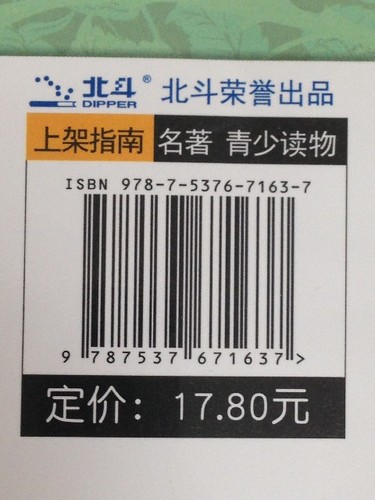 北斗® 北斗荣誉出品
DIPPER
上架指南 名著 青少读物
ISBN 978-7-5376-7163-7
9 787537 671637>
定价：17.80元